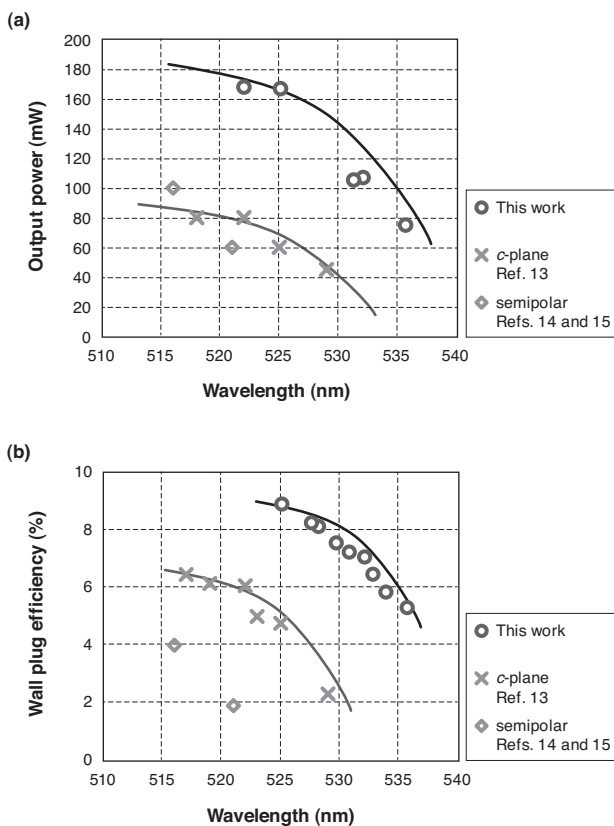 (a)
200
180
160
140
120
100
80
60
40
20
0
Output power (mW)
510 515 520 525 530 535 540
Wavelength (nm)
This work
c-plane
Ref. 13
semipolar
Refs. 14 and 15
(b)
10
8
6
4
2
0
Wall plug efficiency (%)
510 515 520 525 530 535 540
Wavelength (nm)
This work
c-plane
Ref. 13
semipolar
Refs. 14 and 15